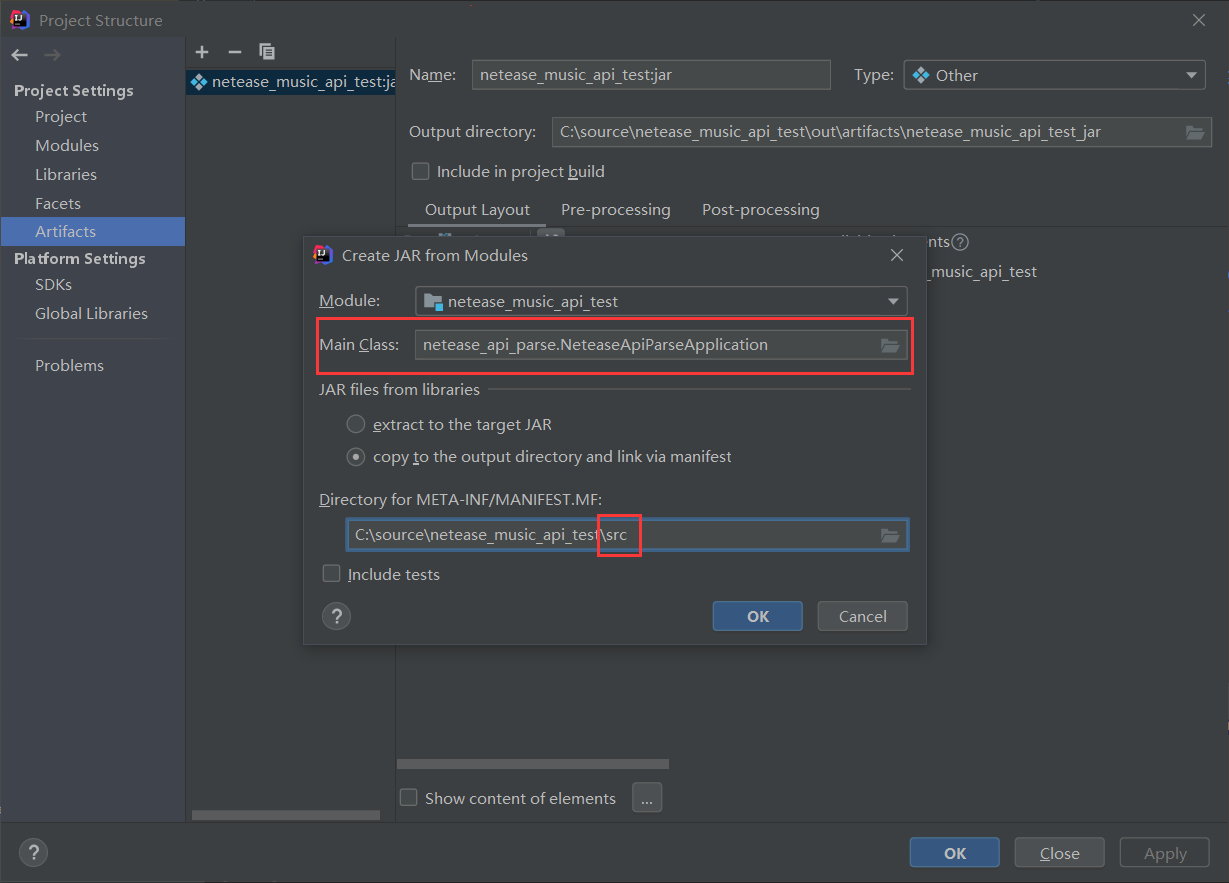 Project Structure
Project Settings
Project
Modules
Libraries
Facets
Artifacts
Platform Settings
SDKs
Global Libraries
Problems
netease_music_api_test:ja
Name: netease_music_api_test:jar Type: Other
Output directory: C:\source\netease_music_api_test\out\artifacts\netease_music_api_test_jar
Include in project build
Output Layout Pre-processing Post-processing
nts ?
_music_api_test
Create JAR from Modules
Module: netease_music_api_test
Main Class: netease_api_parse.NeteaseApiParseApplication
JAR files from libraries
extract to the target JAR
copy to the output directory and link via manifest
Directory for META-INF/MANIFEST.MF:
C:\source\netease_music_api_test\src
Include tests
? OK Cancel
Show content of elements ...
? OK Close Apply